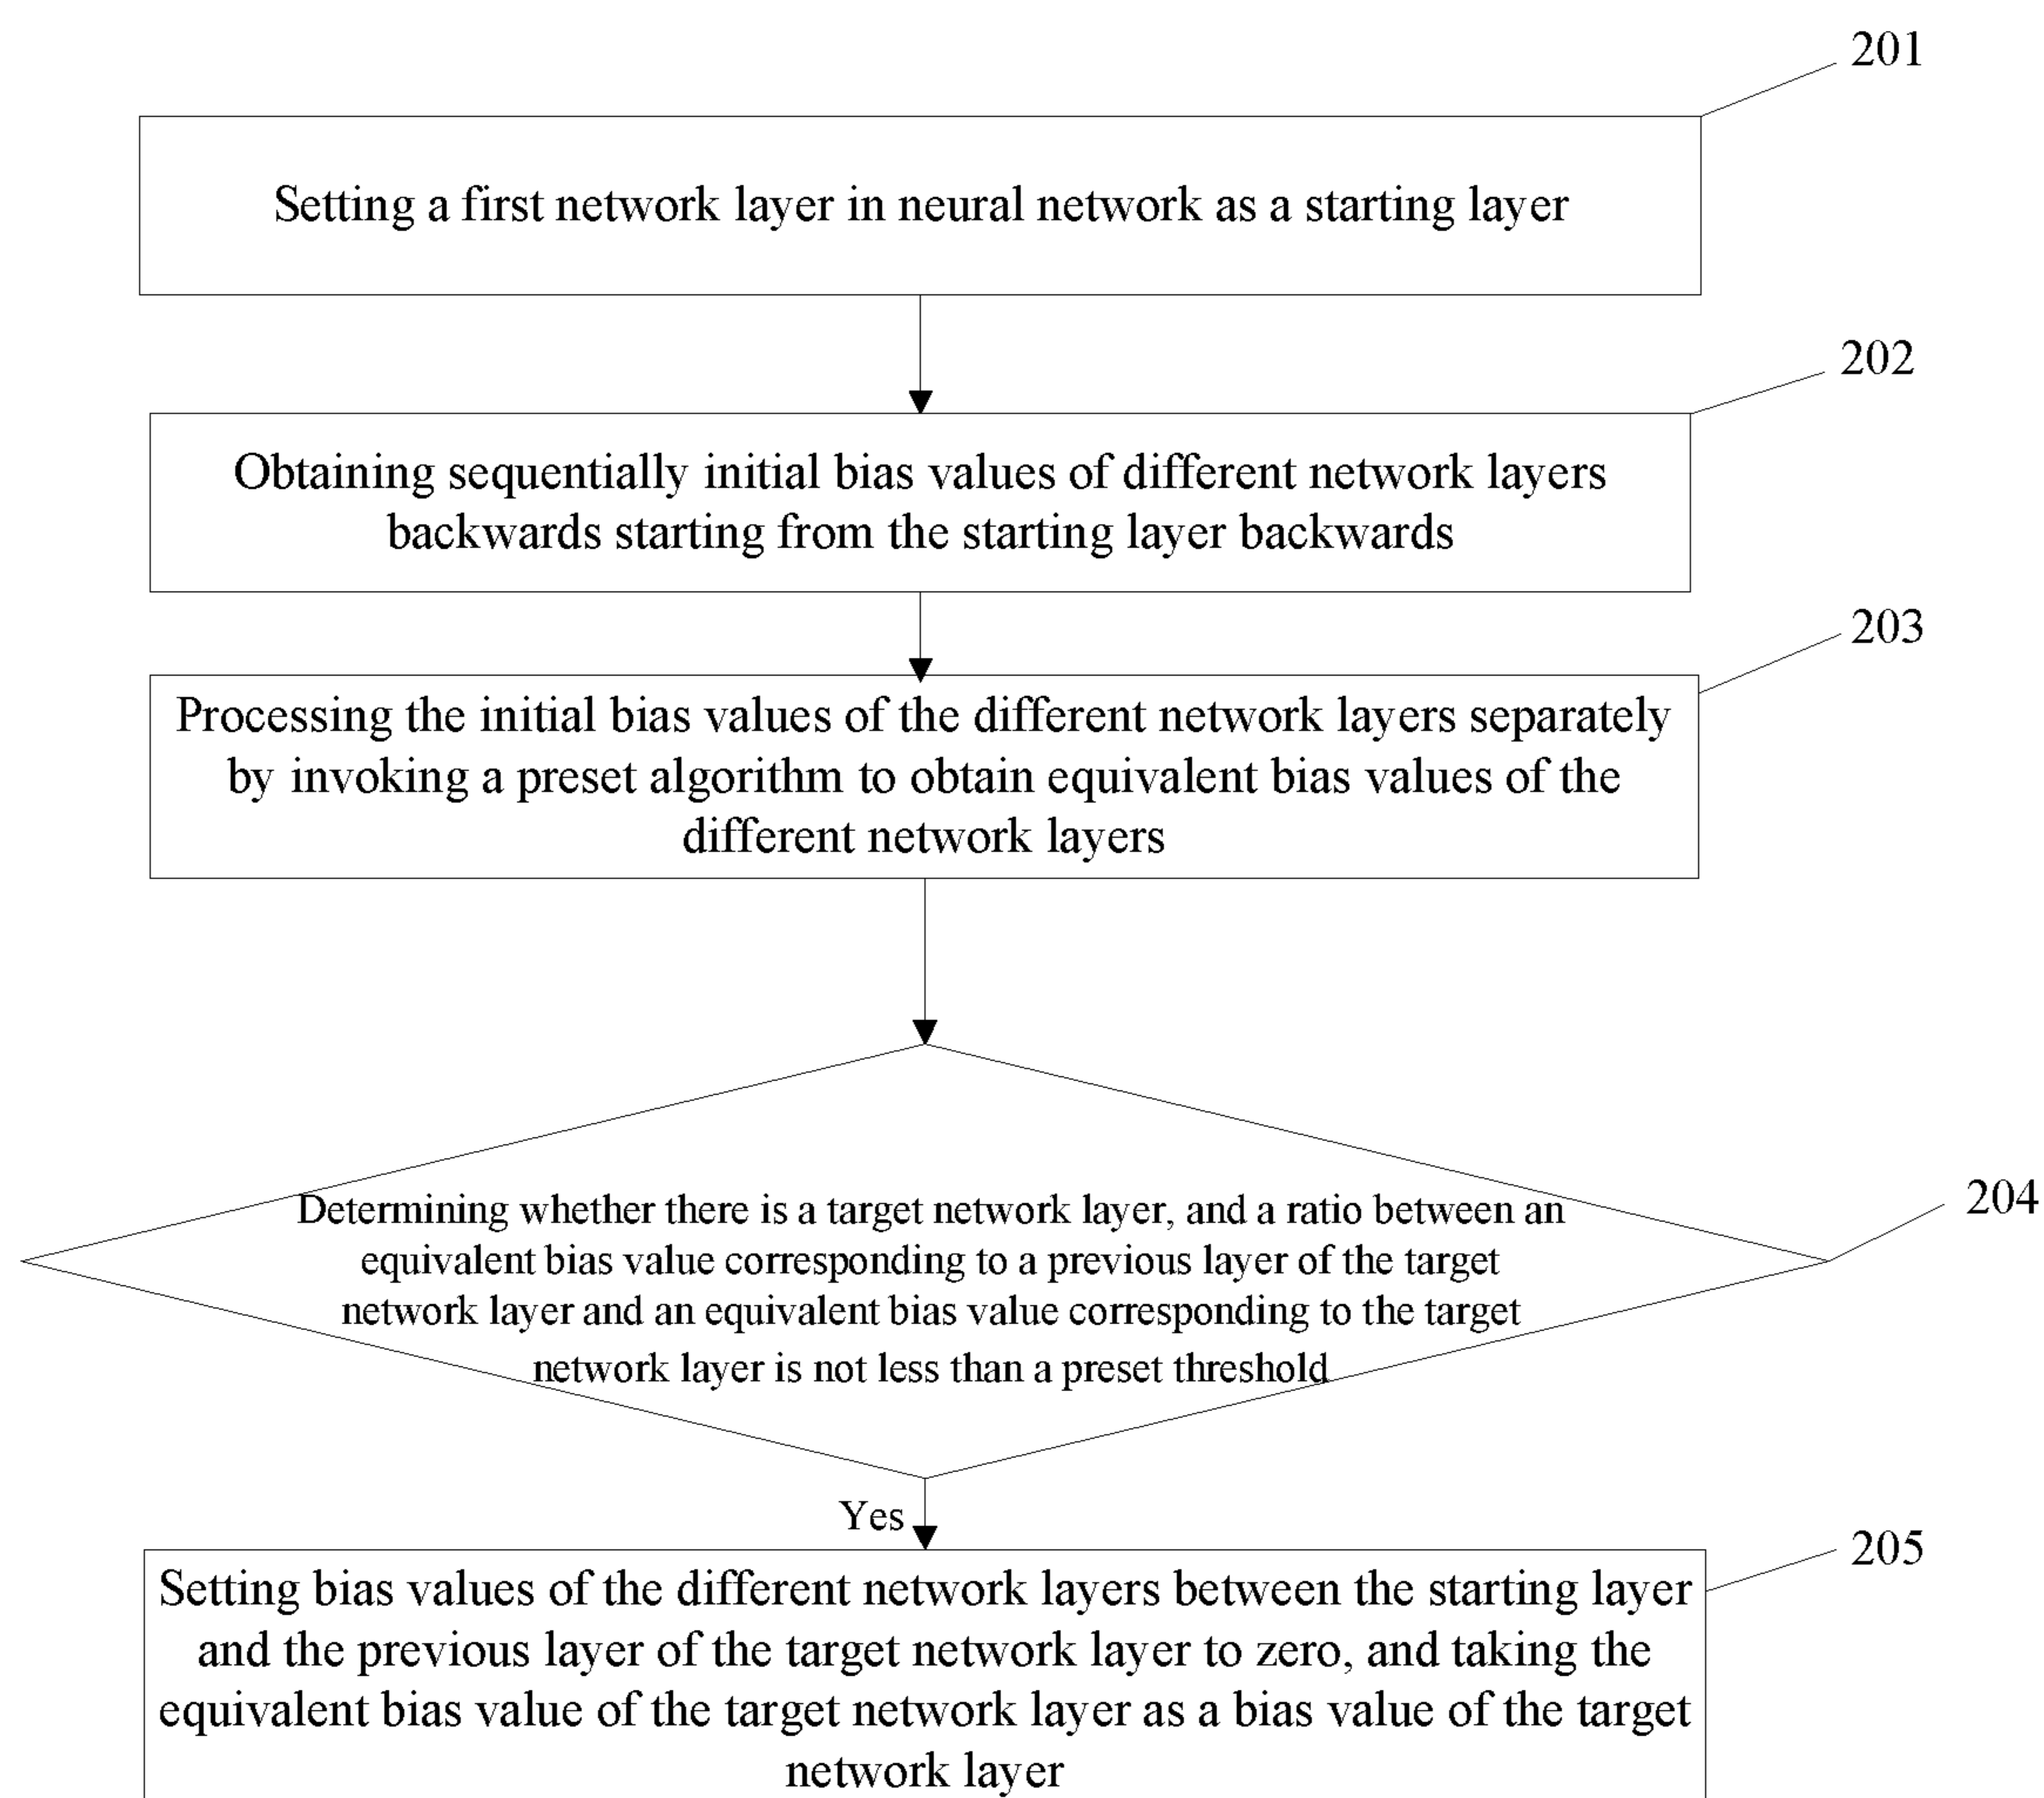 201
Setting a first network layer in neural network as a starting layer
202
Obtaining sequentially initial bias values of different network layers
backwards starting from the starting layer backwards
203
Processing the initial bias values of the different network layers separately
by invoking a preset algorithm to obtain equivalent bias values of the
different network layers
204
Determining whether there is a target network layer, and a ratio between an
equivalent bias value corresponding to a previous layer of the target
network layer and an equivalent bias value corresponding to the target
network layer is not less than a preset threshold
Yes
205
Setting bias values of the different network layers between the starting layer
and the previous layer of the target network layer to zero, and taking the
equivalent bias value of the target network layer as a bias value of the target
network layer